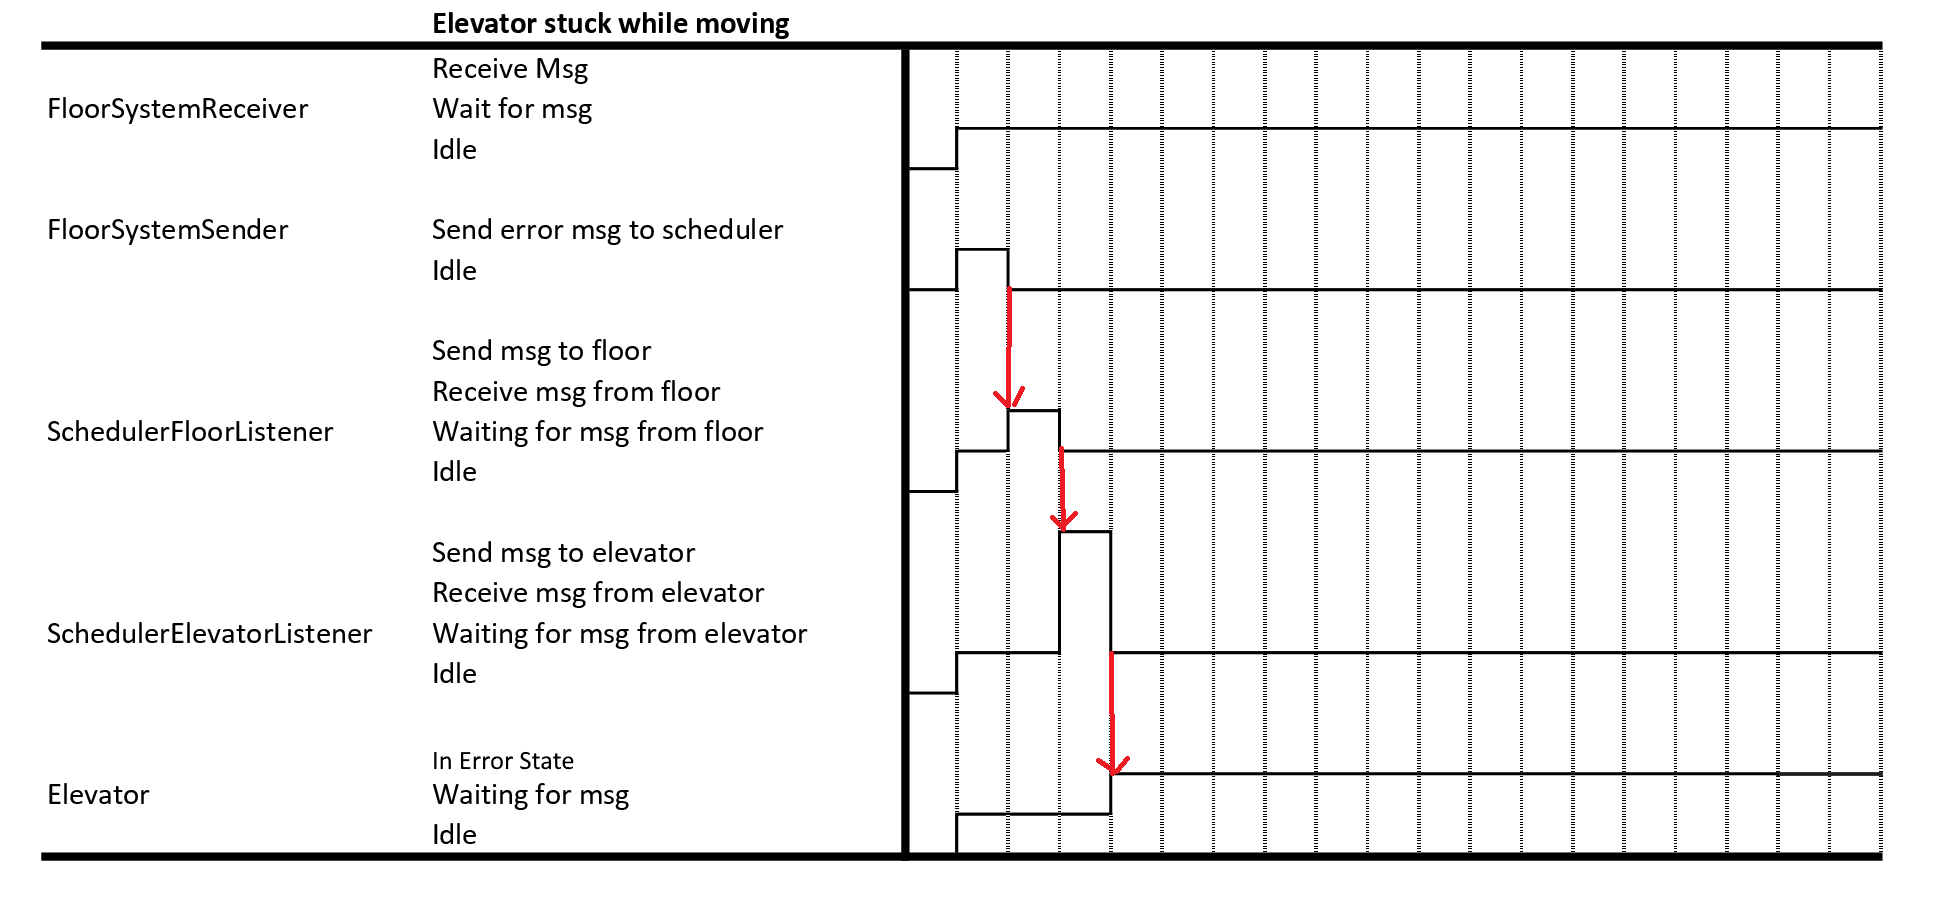 Elevator stuck while moving
Receive Msg
FloorSystemReceiver Wait for msg
Idle
FloorSystemSender Send error msg to scheduler
Idle
Send msg to floor
Receive msg from floor
SchedulerFloorListener Waiting for msg from floor
Idle
Send msg to elevator
Receive msg from elevator
SchedulerElevatorListener Waiting for msg from elevator
Idle
In Error State
Elevator Waiting for msg
Idle